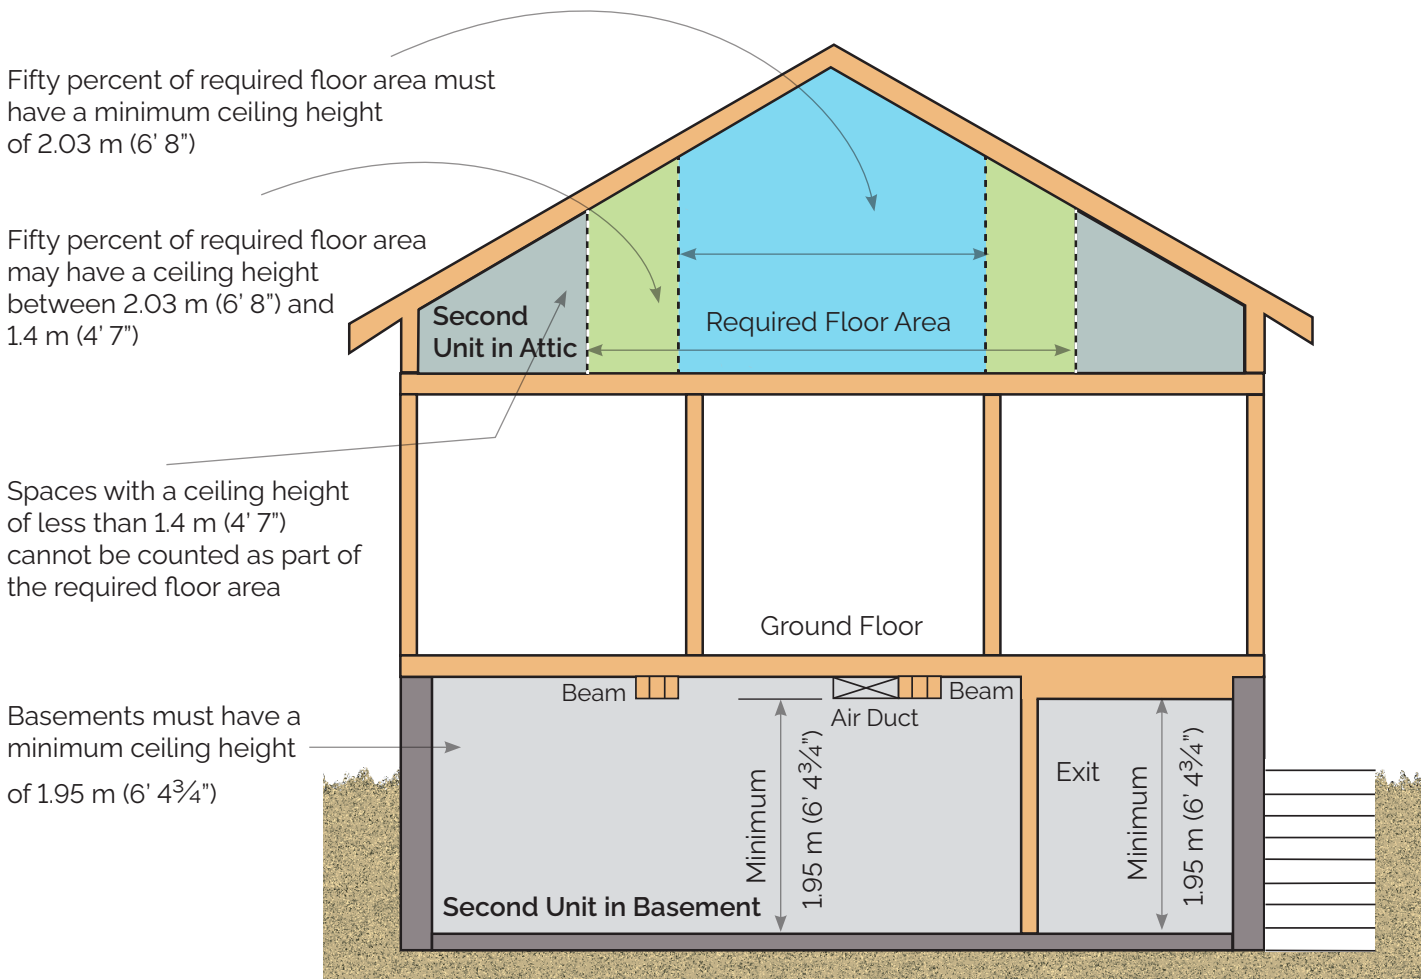 Fifty percent of required floor area must
have a minimum ceiling height
of 2.03 m (6’ 8”)
Fifty percent of required floor area
may have a ceiling height
between 2.03 m (6’ 8”) and
1.4 m (4’ 7”)
Second
Unit in Attic
Required Floor Area
Spaces with a ceiling height
of less than 1.4 m (4’ 7”)
cannot be counted as part of
the required floor area
Ground Floor
Beam
Beam
Air Duct
Basements must have a
minimum ceiling height
of 1.95 m (6’ 4¾”)
Minimum
1.95 m (6’ 4¾”)
Exit
Minimum
1.95 m (6’ 4¾”)
Second Unit in Basement